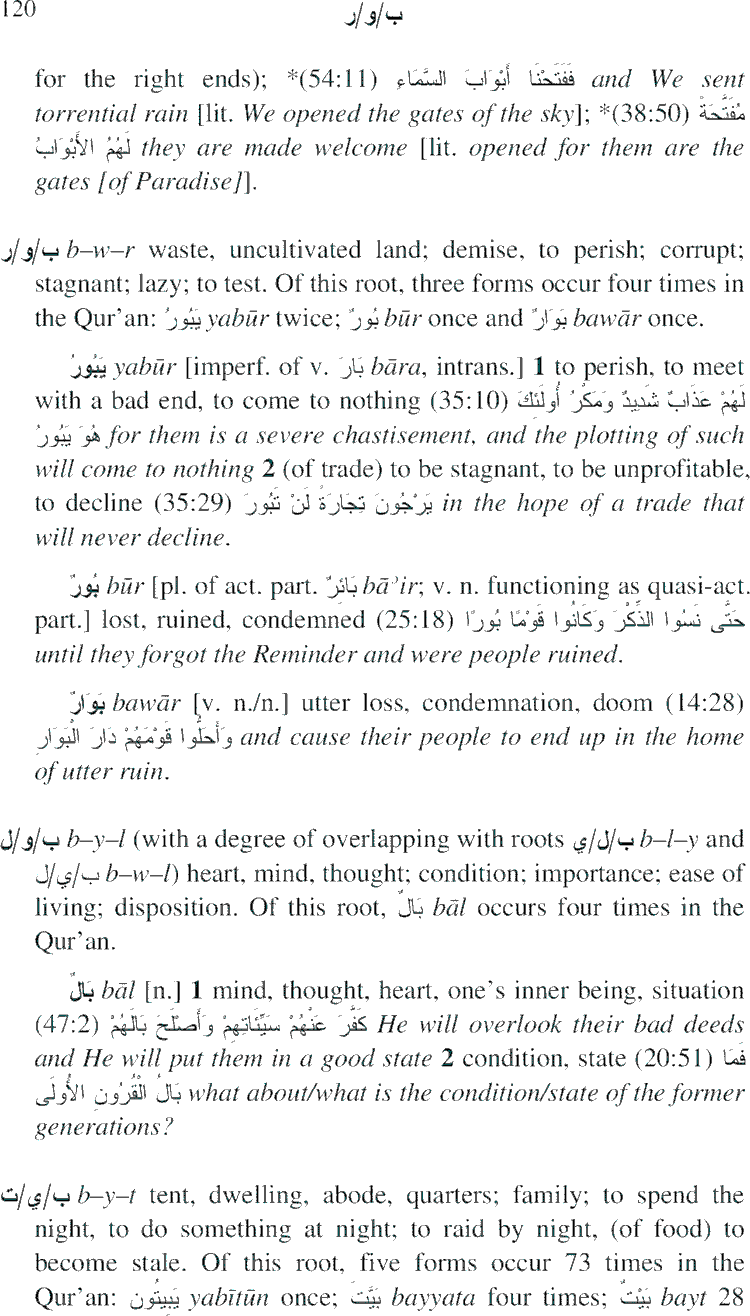 120 ب/و/ر
for the right ends); *(54:11) فَفَتَحْنَا أَبْوَابَ السَّمَاءِ and We sent
torrential rain [lit. We opened the gates of the sky]; *(38:50) مُفَتَّحَةً
لَهُمُ الأَبْوَابُ they are made welcome [lit. opened for them are the
gates [of Paradise]].
ب/و/ر b–w–r waste, uncultivated land; demise, to perish; corrupt;
stagnant; lazy; to test. Of this root, three forms occur four times in
the Qur’an: يَبُورُ yabūr twice; بُورٌ būr once and بَوَارٌ bawār once.
يَبُورُ yabūr [imperf. of v. بَارَ bāra, intrans.] 1 to perish, to meet
with a bad end, to come to nothing (35:10) لَهُمْ عَذَابٌ شَدِيدٌ وَمَكْرُ أُولَئِكَ
هُوَ يَبُورُ for them is a severe chastisement, and the plotting of such
will come to nothing 2 (of trade) to be stagnant, to be unprofitable,
to decline (35:29) يَرْجُونَ تِجَارَةً لَنْ تَبُورَ in the hope of a trade that
will never decline.
بُورٌ būr [pl. of act. part. بَائِرٌ bāʾir; v. n. functioning as quasi-act.
part.] lost, ruined, condemned (25:18) حَتَّى نَسُوا الذِّكْرَ وَكَانُوا قَوْمًا بُورًا
until they forgot the Reminder and were people ruined.
بَوَارٌ bawār [v. n./n.] utter loss, condemnation, doom (14:28)
وَأَحَلُّوا قَوْمَهُمْ دَارَ الْبَوَارِ and cause their people to end up in the home
of utter ruin.
ب/و/ل b–y–l (with a degree of overlapping with roots ب/ل/ي b–l–y and
ب/ي/ل b–w–l) heart, mind, thought; condition; importance; ease of
living; disposition. Of this root, بَالٌ bāl occurs four times in the
Qur’an.
بَالٌ bāl [n.] 1 mind, thought, heart, one’s inner being, situation
(47:2) كَفَّرَ عَنْهُمْ سَيِّئَاتِهِمْ وَأَصْلَحَ بَالَهُمْ He will overlook their bad deeds
and He will put them in a good state 2 condition, state (20:51) فَمَا
بَالُ الْقُرُونِ الأُولَى what about/what is the condition/state of the former
generations?
ب/ي/ت b–y–t tent, dwelling, abode, quarters; family; to spend the
night, to do something at night; to raid by night, (of food) to
become stale. Of this root, five forms occur 73 times in the
Qur’an: يَبِيتُون yabītūn once; بَيَّتَ bayyata four times; بَيْتٌ bayt 28